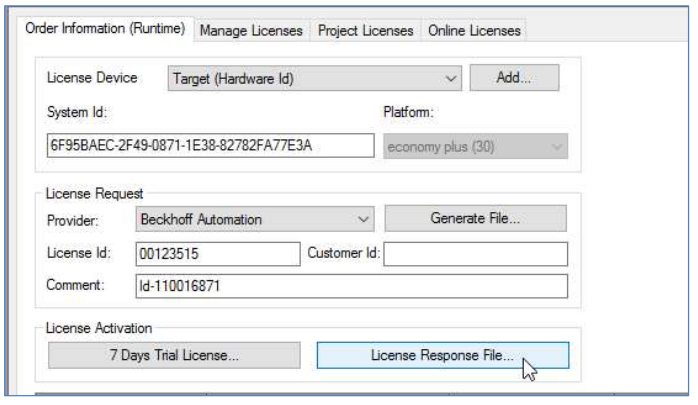 Order Information (Runtime) Manage Licenses Project Licenses Online Licenses
License Device Target (Hardware Id) Add...
System Id: Platform:
6F95BAEC-2F49-0871-1E38-82782FA77E3A economy plus (30)
License Request
Provider: Beckhoff Automation Generate File...
License Id: 00123515 Customer Id:
Comment: Id-110016871
License Activation
7 Days Trial License... License Response File...